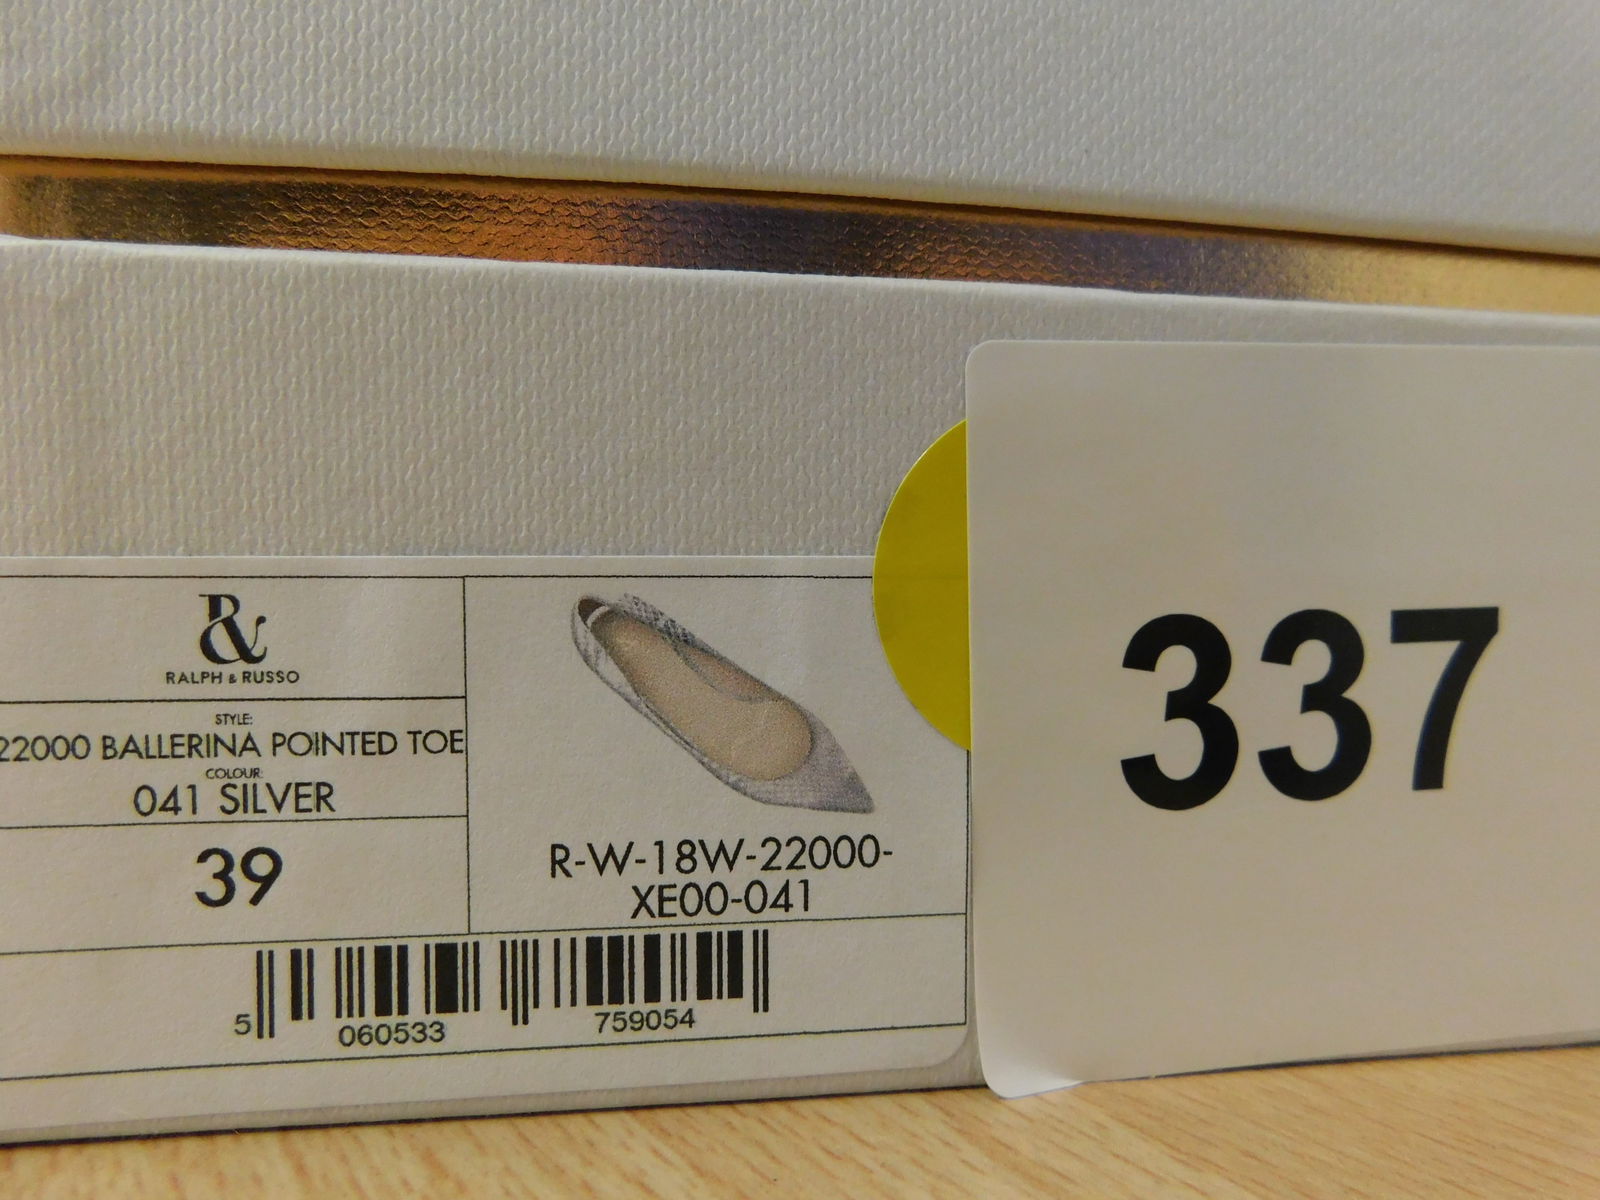 R&
RALPH & RUSSO
STYLE:
22000 BALLERINA POINTED TOE
COLOUR:
041 SILVER
39
R-W-18W-22000-
XE00-041
5 060533 759054
337